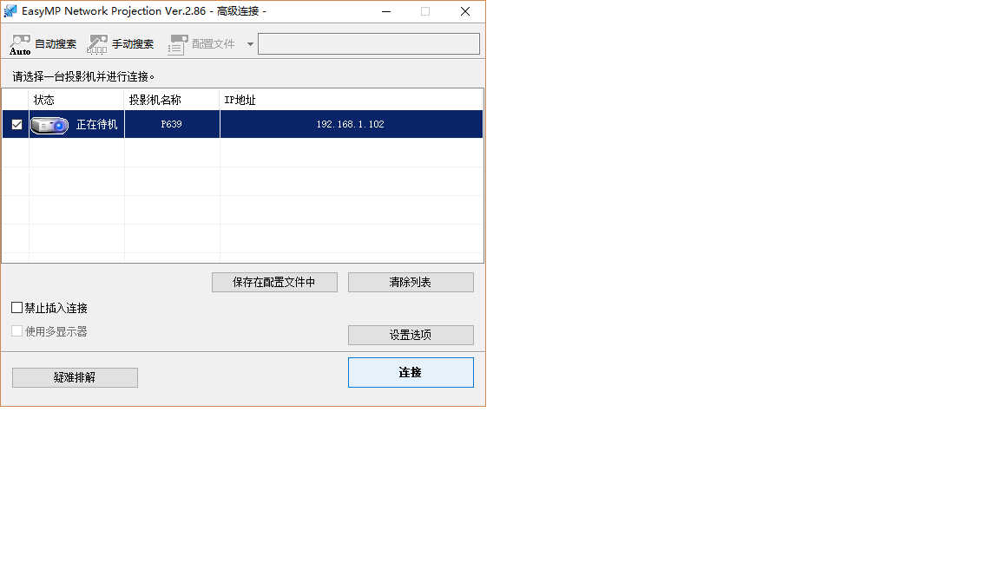 EasyMP Network Projection Ver.2.86 - 高级连接 -
Auto 自动搜索 手动搜索 配置文件
请选择一台投影机并进行连接。
状态 投影机名称 IP地址
正在待机 P639 192.168.1.102
保存在配置文件中 清除列表
禁止插入连接
使用多显示器
设置选项
疑难排解 连接